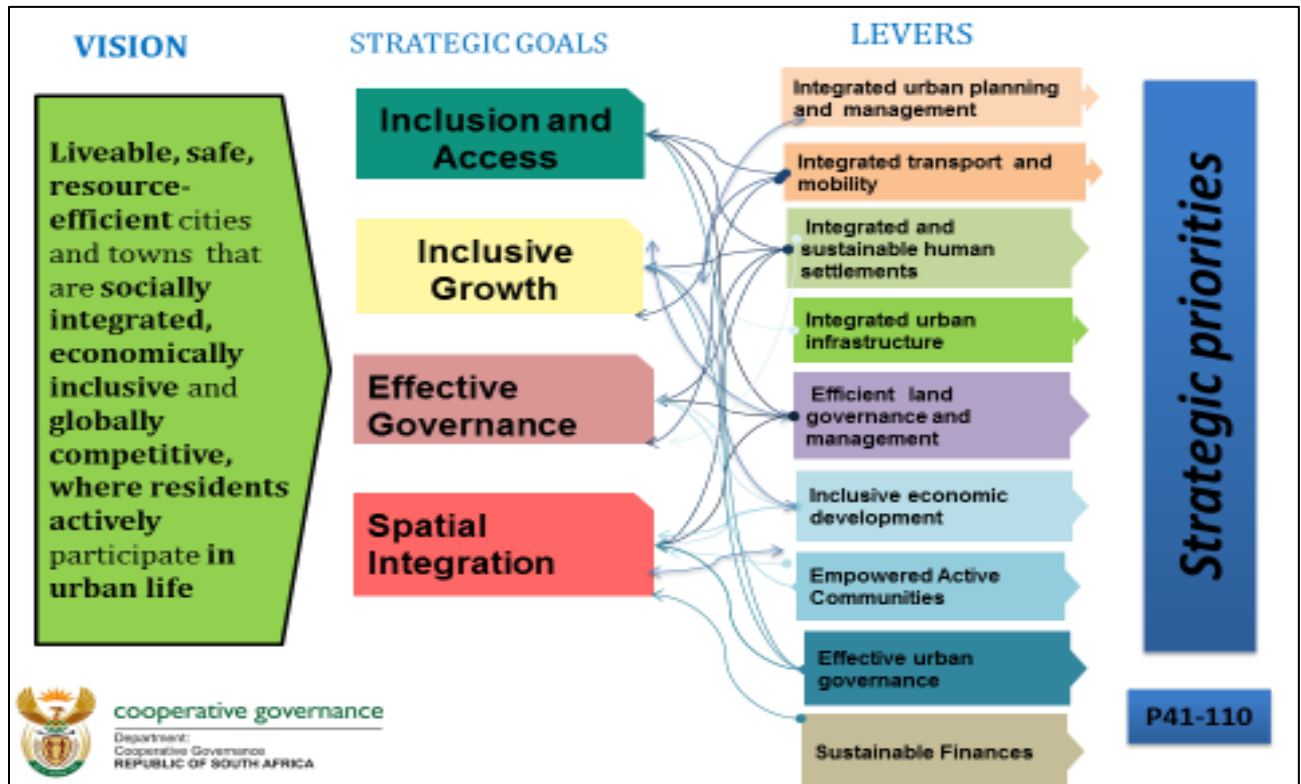 VISION
Liveable, safe,
resource-
efficient cities
and towns that
are socially
integrated,
economically
inclusive and
globally
competitive,
where residents
actively
participate in
urban life
STRATEGIC GOALS
Inclusion and
Access
Inclusive
Growth
Effective
Governance
Spatial
Integration
LEVERS
Integrated urban planning
and management
Integrated transport and
mobility
Integrated and
sustainable human
settlements
Integrated urban
infrastructure
Efficient land
governance and
management
Inclusive economic
development
Empowered Active
Communities
Effective urban
governance
Sustainable Finances
Strategic priorities
P41-110
cooperative governance
Department:
Cooperative Governance
REPUBLIC OF SOUTH AFRICA